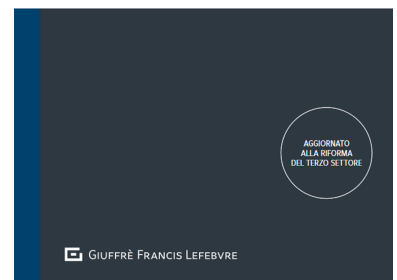 AGGIORNATO
ALLA RIFORMA
DEL TERZO SETTORE
GIUFFRÈ FRANCIS LEFEBVRE